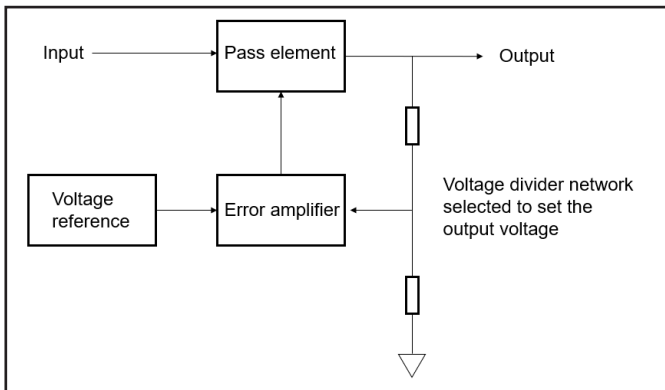 Input
Pass element
Output
Voltage
reference
Error amplifier
Voltage divider network
selected to set the
output voltage